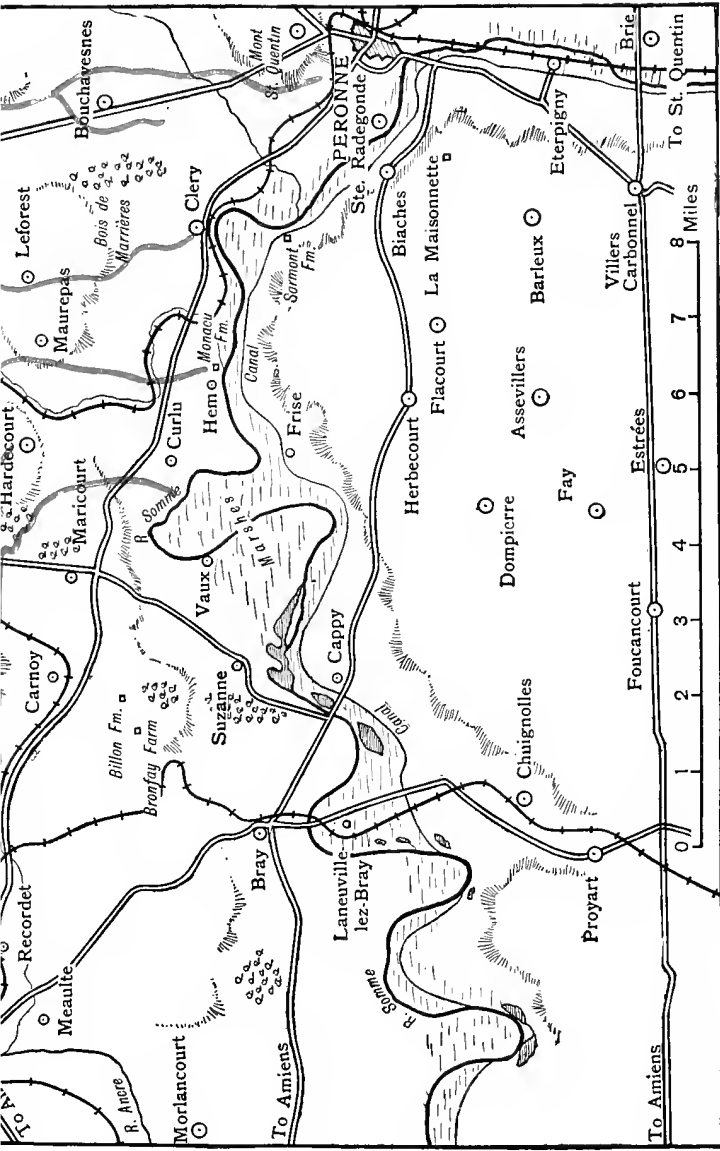 To A
R. Ancre
Morlancourt
Meaulte
Recordet
To Amiens
Bray
Carnoy
Billon Fm.
Bronfay Farm
Suzanne
Laneuville
lez-Bray
R. Somme
Cappy
Canal
Chuignolles
Proyart
To Amiens
Hardecourt
Maricourt
Vaux
Marshes
R. Somme
Curlu
Hem
Monacu
Fm.
Frise
Canal
Maurepas
Leforest
Bois de
Marrières
Clery
Sormont
Fm.
Bouchavesnes
Mont
St. Quentin
PERONNE
Ste. Radegonde
Biaches
La Maisonnette
Herbecourt
Flacourt
Barleux
Assevillers
Dompierre
Fay
Eterpigny
Brie
To St. Quentin
Villers
Carbonnel
Estrées
Foucancourt
0 1 2 3 4 5 6 7 8 Miles